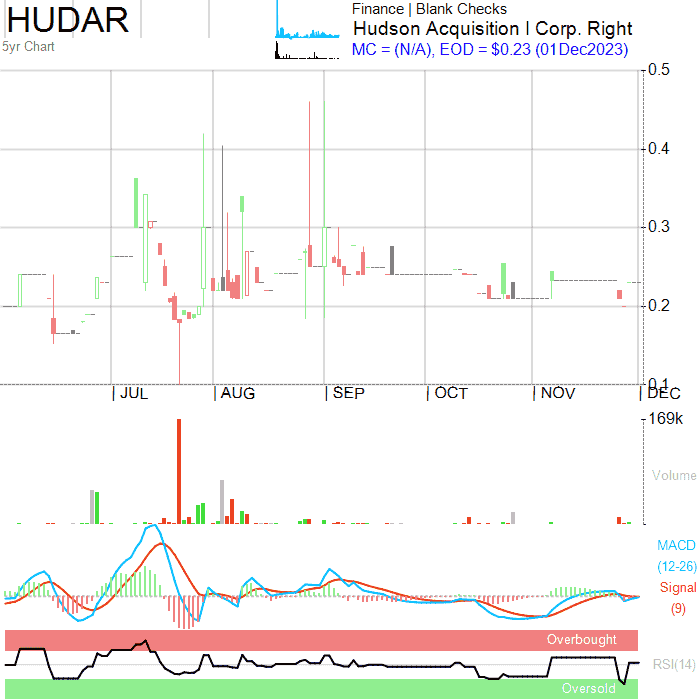 HUDAR
5yr Chart
Finance | Blank Checks
Hudson Acquisition I Corp. Right
MC = (N/A), EOD = $0.23 (01Dec2023)
0.5
0.4
0.3
0.2
0.1
JUL AUG SEP OCT NOV DEC
169k
Volume
MACD
(12-26)
Signal
(9)
Overbought
RSI(14)
Oversold